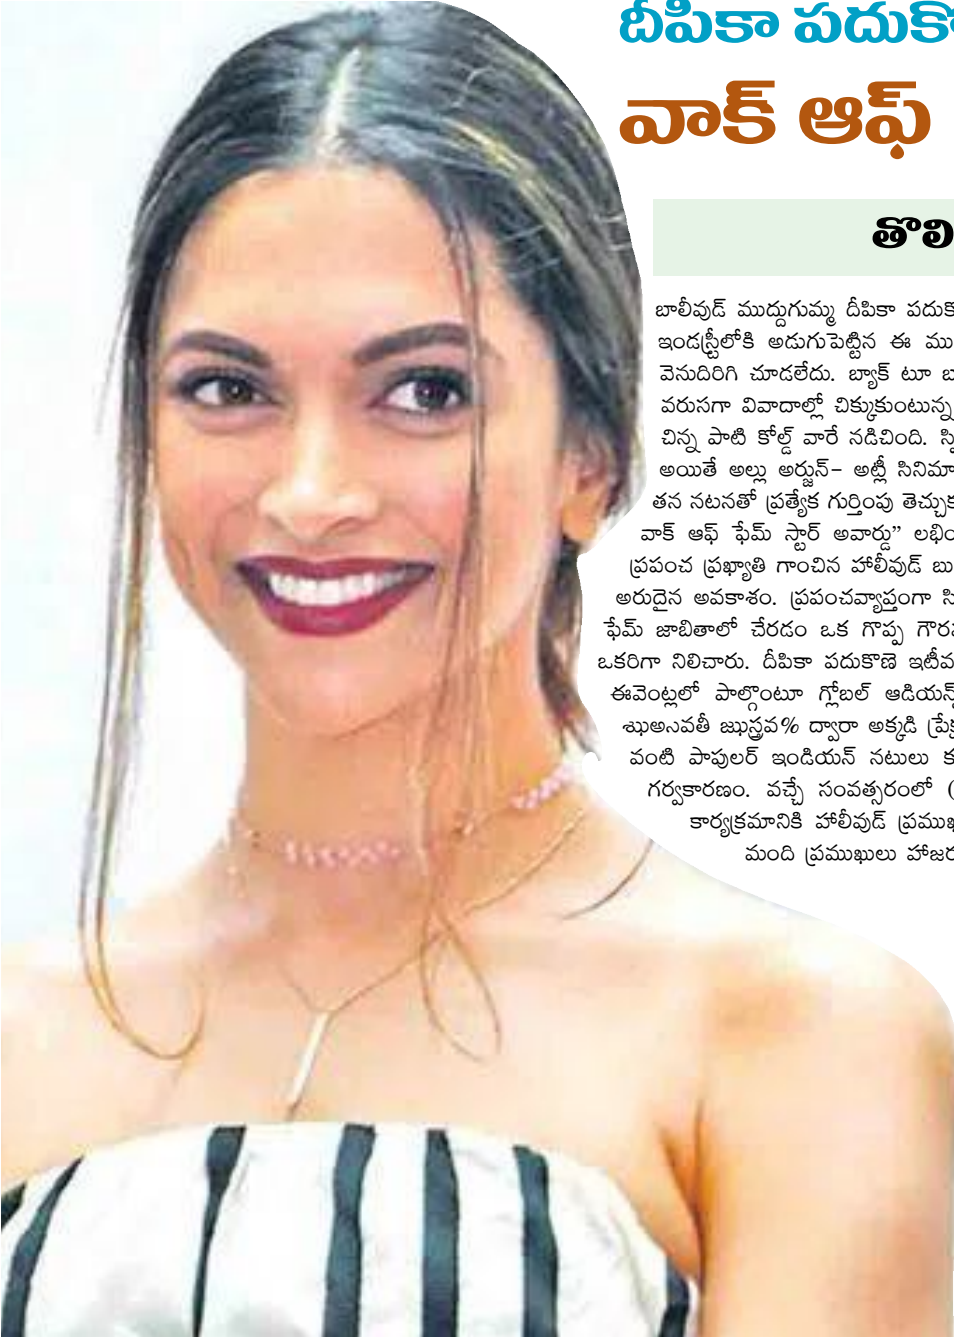 దీపికా పదుకొ
వాక్ ఆఫ్
తొలి
బాలీవుడ్ ముద్దుగుమ్మ దీపికా పదుకొ
ఇండస్ట్రీలోకి అడుగుపెట్టిన ఈ ము
వెనుదిరిగి చూడలేదు. బ్యాక్ టూ బ
వరుసగా వివాదాల్లో చిక్కుకుంటున్న
చిన్న పాటి కోల్డ్ వారే నడిచింది. స్పి
అయితే అల్లు అర్జున్– అట్లీ సినిమా
తన నటనతో ప్రత్యేక గుర్తింపు తెచ్చుక
వాక్ ఆఫ్ ఫేమ్ స్టార్ అవార్డు” లభిం
ప్రపంచ ప్రఖ్యాతి గాంచిన హాలీవుడ్ బు
అరుదైన అవకాశం. ప్రపంచవ్యాప్తంగా సి
ఫేమ్ జాబితాలో చేరడం ఒక గొప్ప గౌర
ఒకరిగా నిలిచారు. దీపికా పదుకొణె ఇటీవ
ఈవెంట్లలో పాల్గొంటూ గ్లోబల్ ఆడియన్
ద్వారా అక్కడి ప్రేక్ష
వంటి పాపులర్ ఇండియన్ నటులు క
గర్వకారణం. వచ్చే సంవత్సరంలో (
కార్యక్రమానికి హాలీవుడ్ ప్రముఖ
మంది ప్రముఖులు హాజర